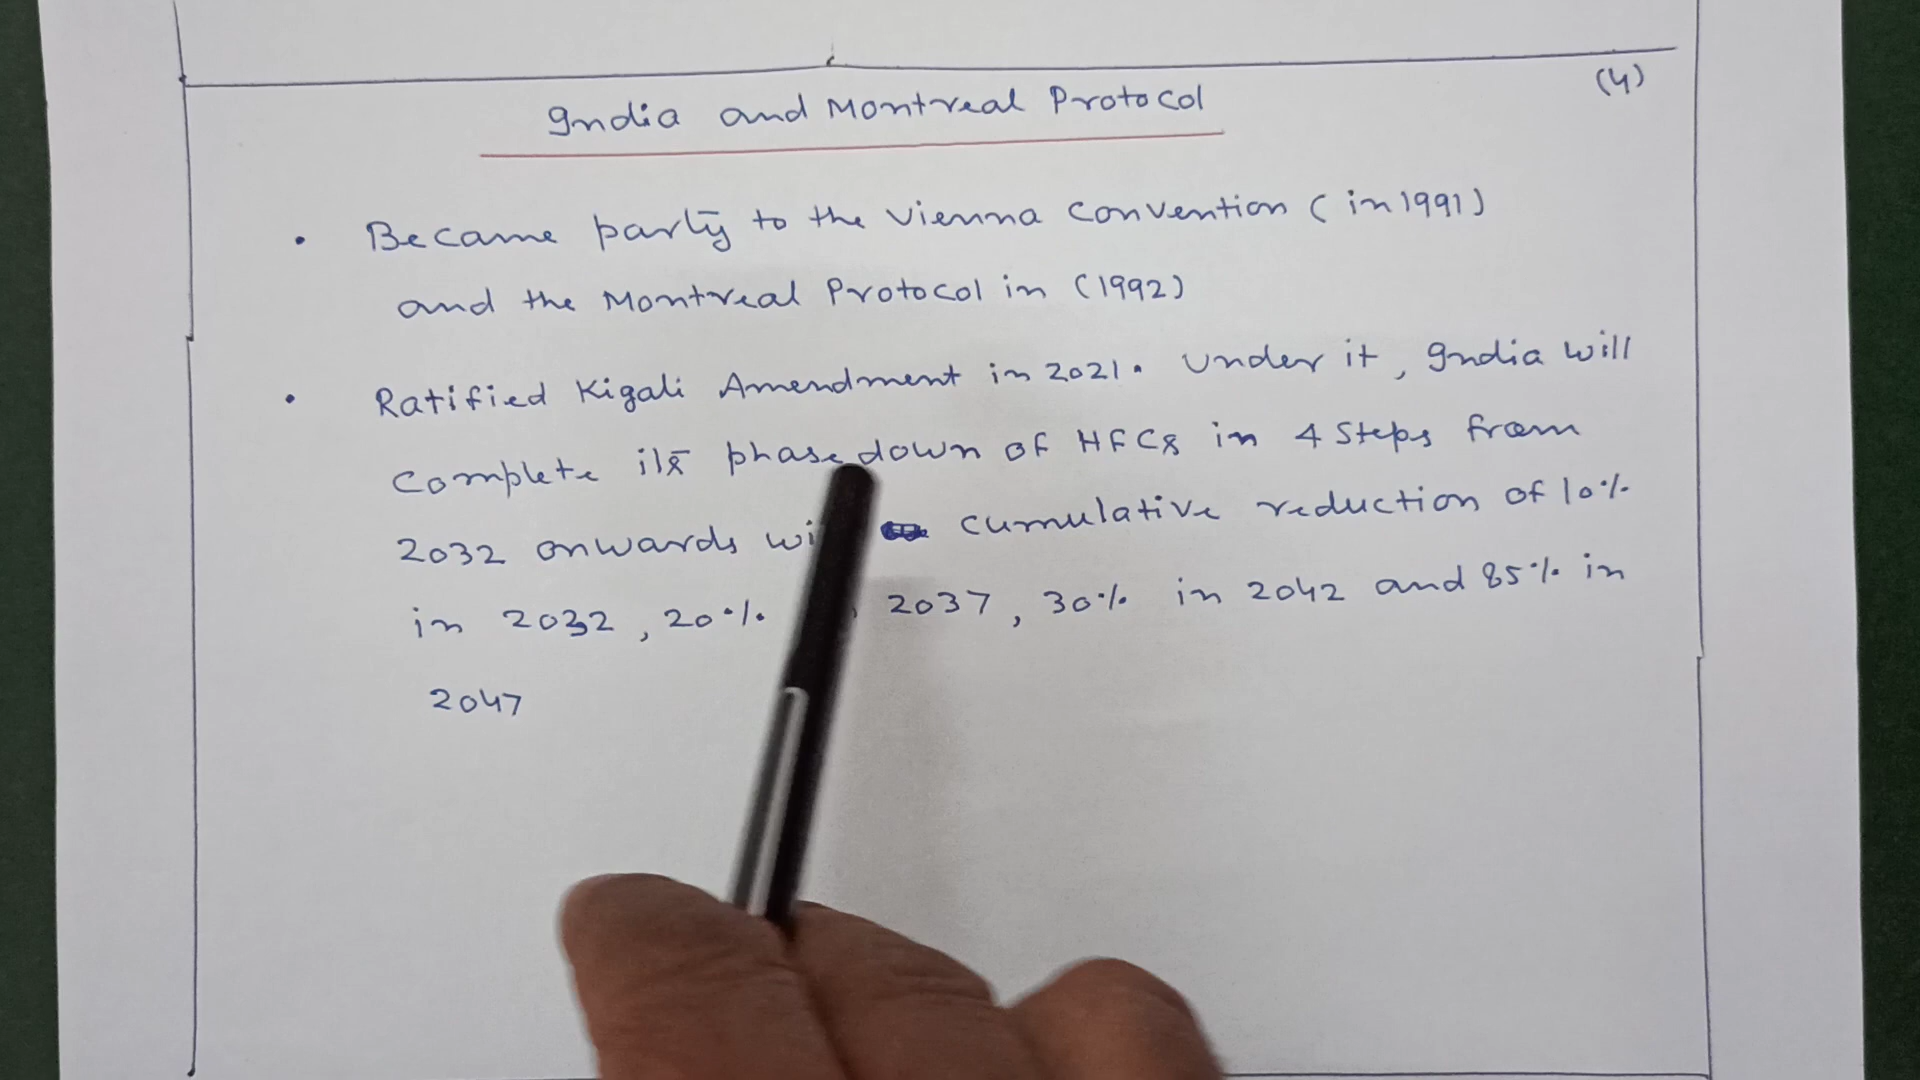 (4)
India and Montreal Protocol
• Became party to the Vienna Convention (in 1991)
and the Montreal Protocol in (1992)
• Ratified Kigali Amendment in 2021. Under it, India will
complete its phase down of HFCs in 4 steps from
2032 onwards cumulative reduction of 10%
in 2032, 20% 2037, 30% in 2042 and 85% in
2047